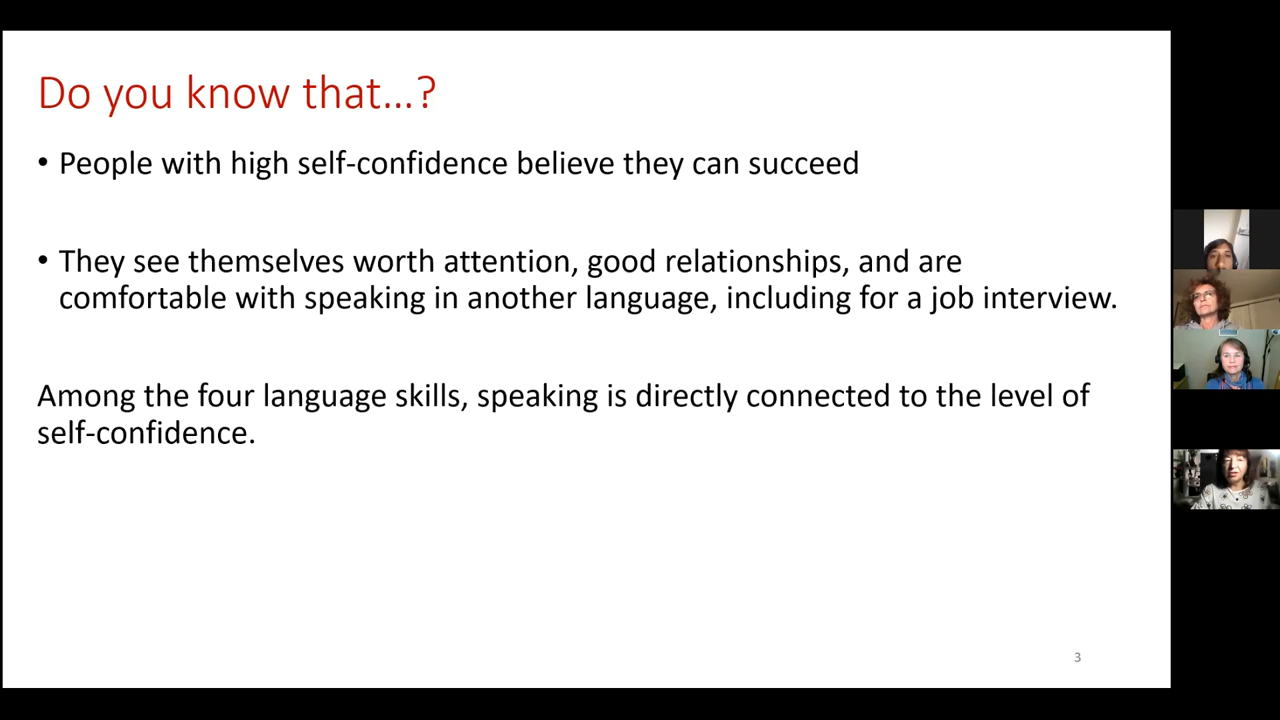 Do you know that...?
• People with high self-confidence believe they can succeed
• They see themselves worth attention, good relationships, and are
comfortable with speaking in another language, including for a job interview.
Among the four language skills, speaking is directly connected to the level of
self-confidence.
3